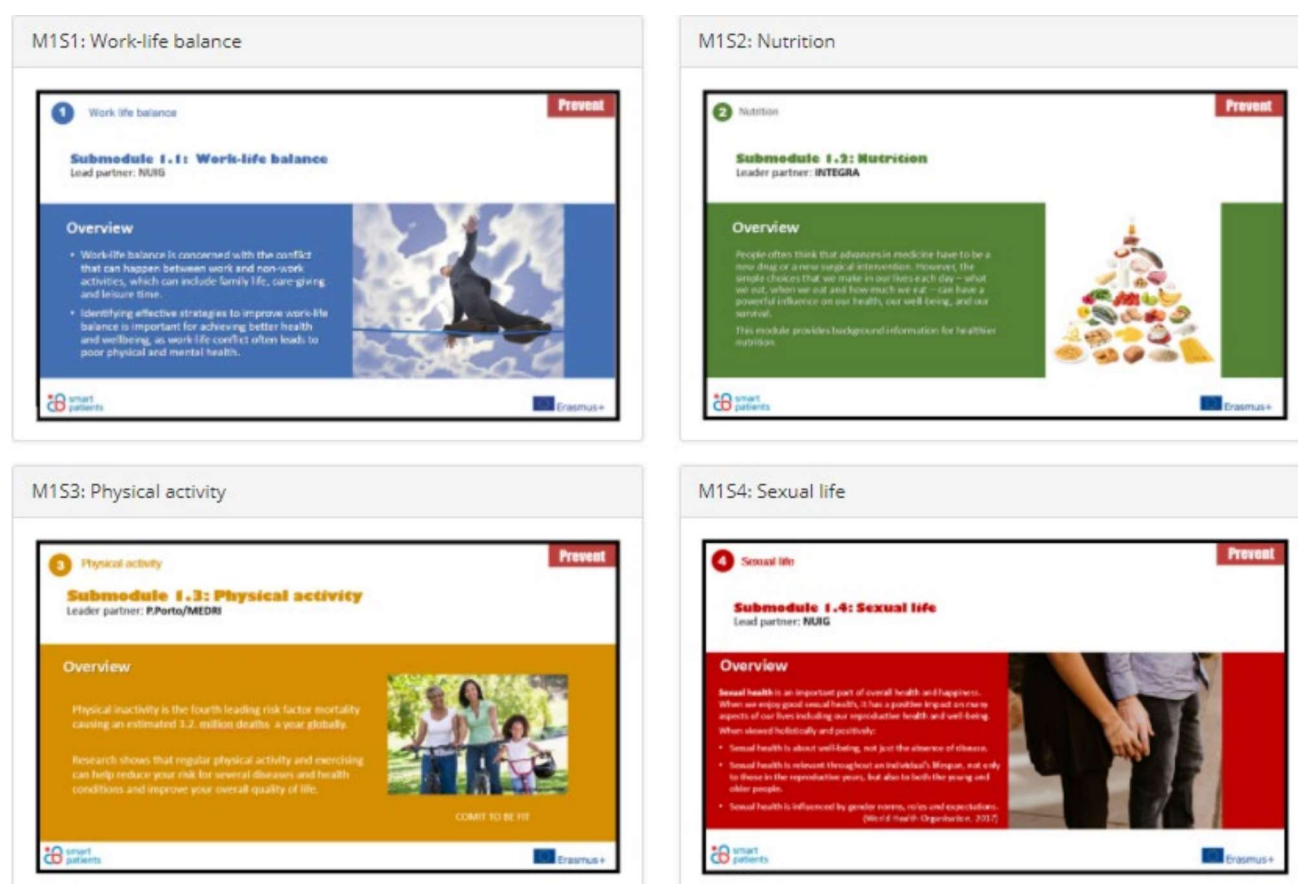 M1S1: Work-life balance
1 Work life balance
Prevent
Submodule 1.1: Work-life balance
Lead partner: NUIG
Overview
• Work-life balance is concerned with the conflict
that can happen between work and non-work
activities, which can include family life, care-giving
and leisure time.
• Identifying effective strategies to improve work-life
balance is important for achieving better health
and wellbeing, as work-life conflict often leads to
poor physical and mental health.
smart
patients
Erasmus+
M1S2: Nutrition
2 Nutrition
Prevent
Submodule 1.2: Nutrition
Leader partner: INTEGRA
Overview
People often think that advances in medicine have to be a
new drug or a new surgical intervention. However, the
simple choices that we make in our lives each day – what
we eat, when we eat and how much we eat – can have a
powerful influence on our health, our well-being, and our
survival.
This module provides background information for healthier
nutrition.
smart
patients
Erasmus+
M1S3: Physical activity
3 Physical activity
Prevent
Submodule 1.3: Physical activity
Leader partner: P.Porto/MEDRI
Overview
Physical inactivity is the fourth leading risk factor mortality
causing an estimated 3.2. million deaths a year globally.
Research shows that regular physical activity and exercising
can help reduce your risk for several diseases and health
conditions and improve your overall quality of life.
COMIT TO BE FIT
smart
patients
Erasmus+
M1S4: Sexual life
4 Sexual life
Prevent
Submodule 1.4: Sexual life
Lead partner: NUIG
Overview
Sexual health is an important part of overall health and happiness.
When we enjoy good sexual health, it has a positive impact on many
aspects of our lives including our reproductive health and well-being.
When viewed holistically and positively:
• Sexual health is about well-being, not just the absence of disease.
• Sexual health is relevant throughout an individual's lifespan, not only
to those in the reproductive years, but also to both the young and
older people.
• Sexual health is influenced by gender norms, roles and expectations.
(World Health Organisation, 2017)
smart
patients
Erasmus+